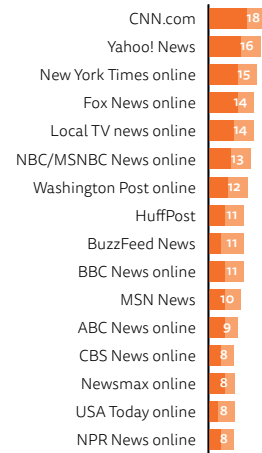 CNN.com 18
Yahoo! News 16
New York Times online 15
Fox News online 14
Local TV news online 14
NBC/MSNBC News online 13
Washington Post online 12
HuffPost 11
BuzzFeed News 11
BBC News online 11
MSN News 10
ABC News online 9
CBS News online 8
Newsmax online 8
USA Today online 8
NPR News online 8